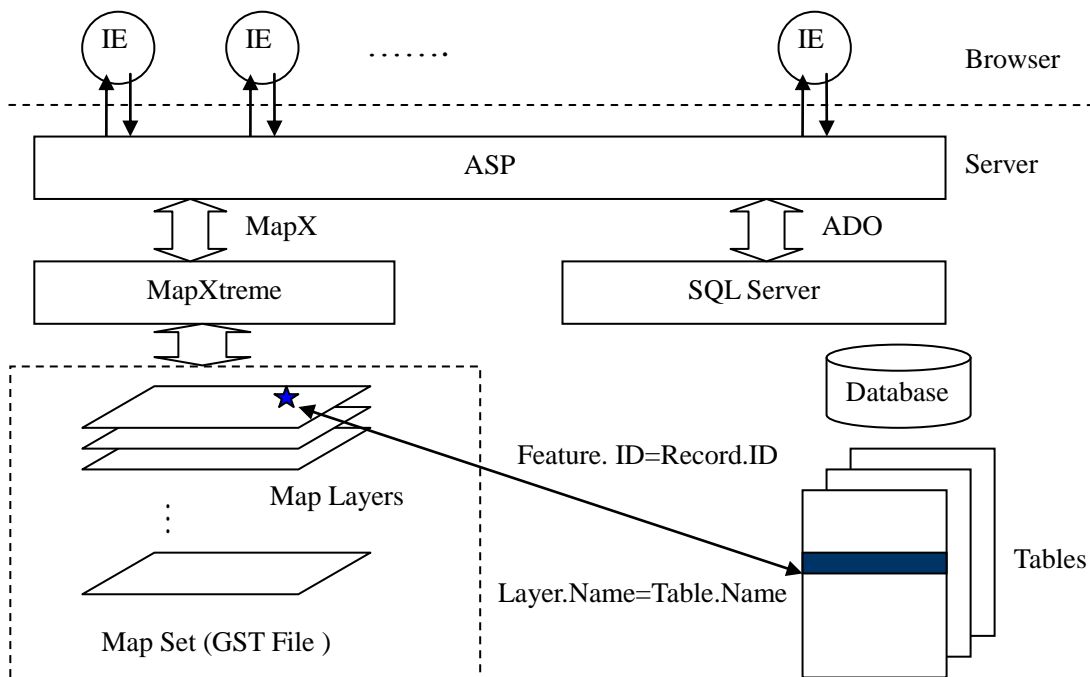 IE IE ……. IE
Browser
ASP
Server
MapX
ADO
MapXtreme
SQL Server
Database
Feature. ID=Record.ID
Map Layers
Tables
Layer.Name=Table.Name
Map Set (GST File )